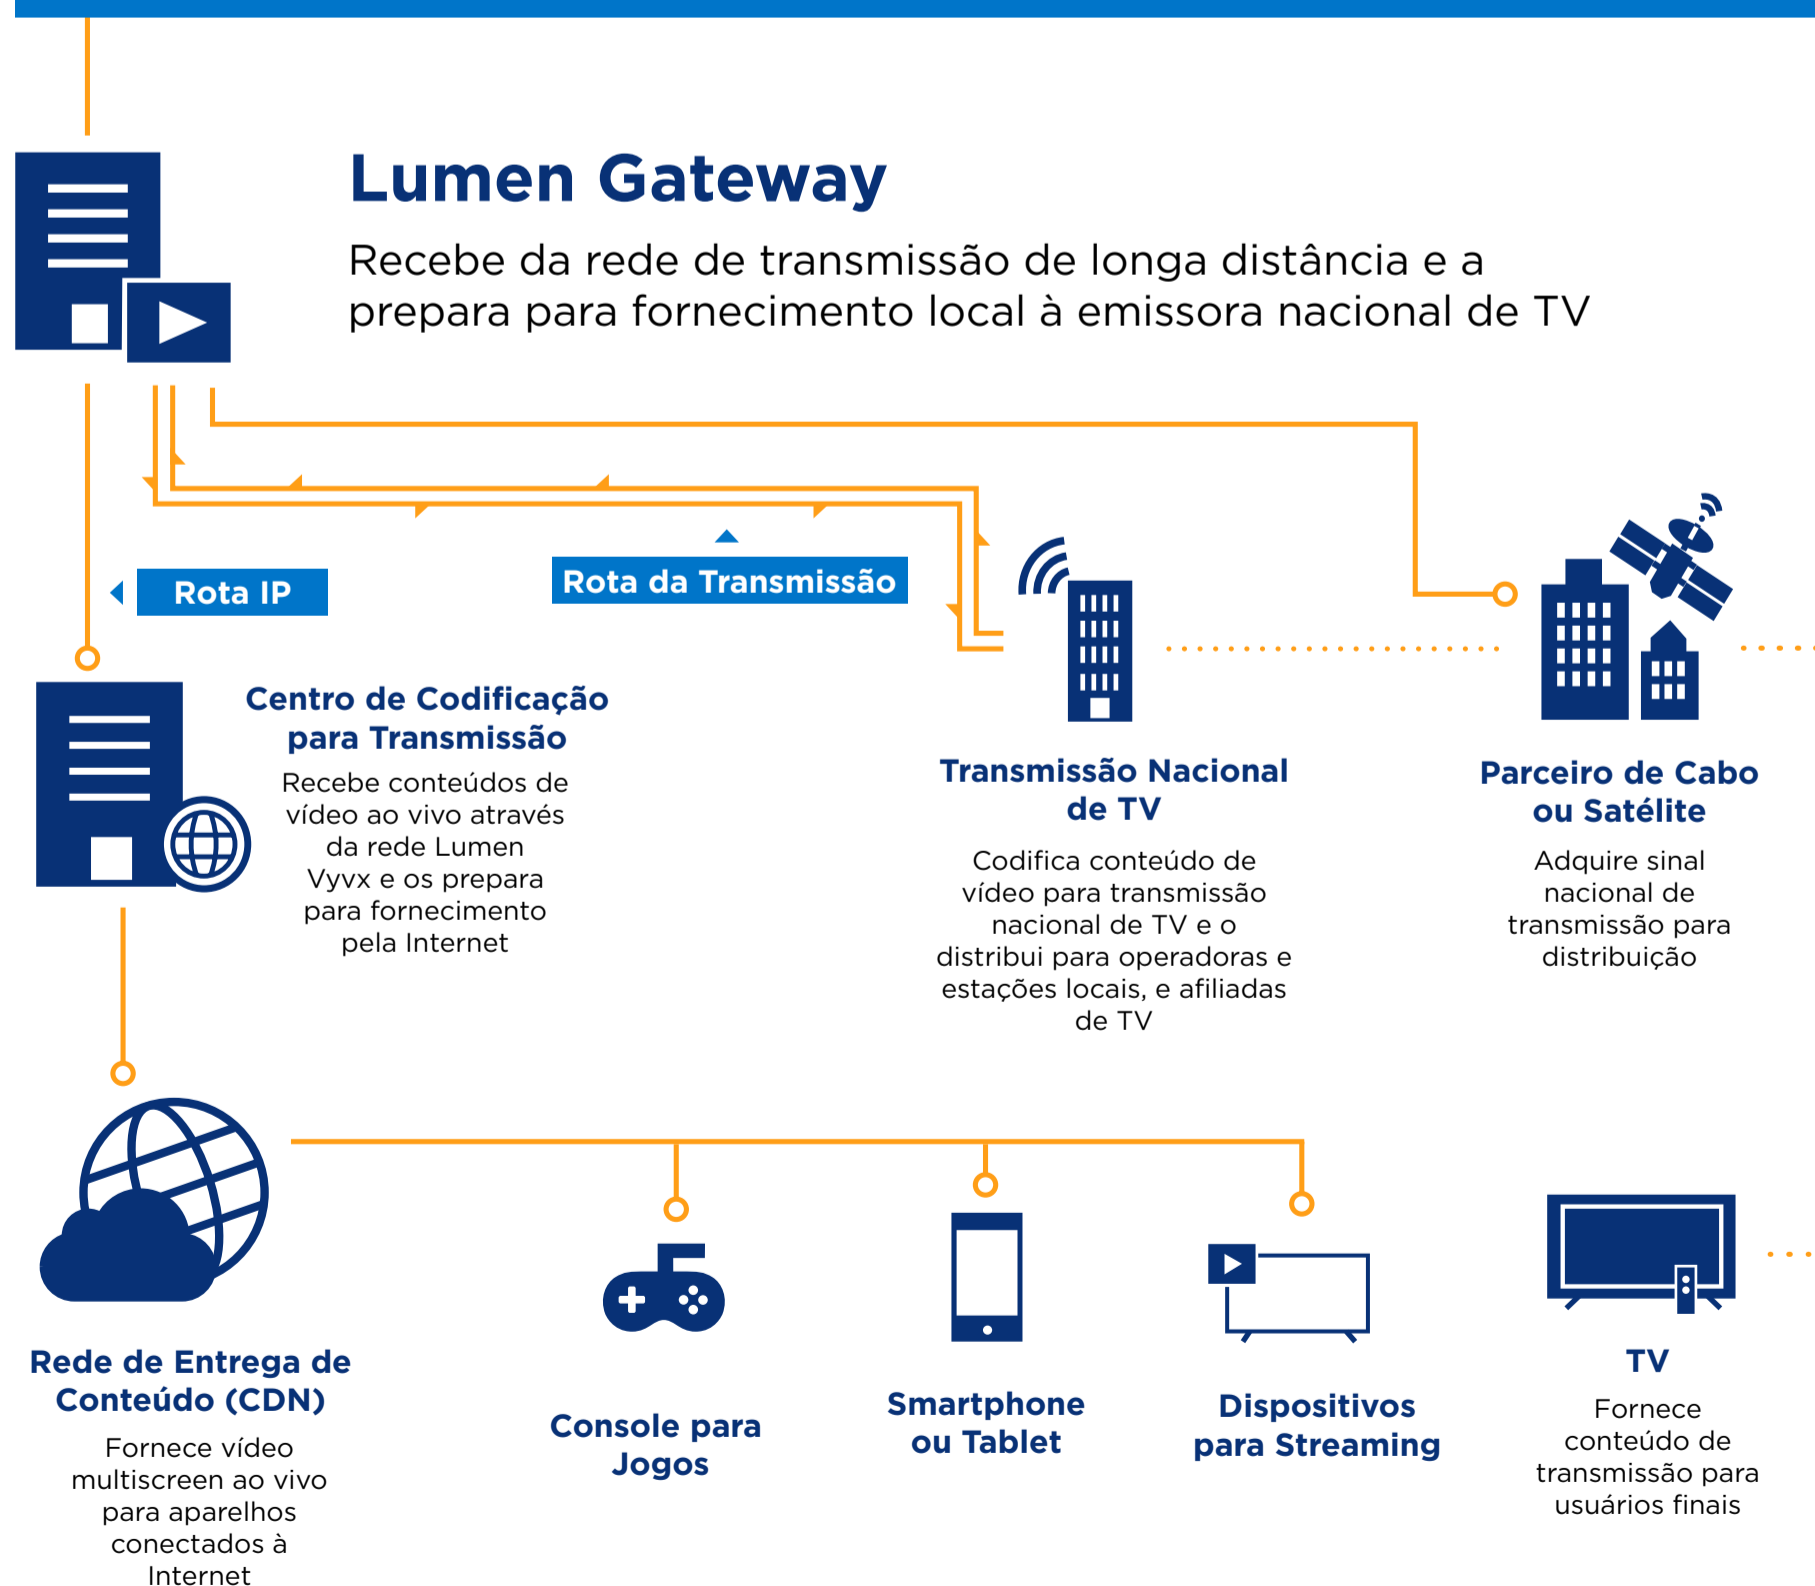 Lumen Gateway
Recebe da rede de transmissão de longa distância e a
prepara para fornecimento local à emissora nacional de TV
Rota IP
Rota da Transmissão
Centro de Codificação
para Transmissão
Recebe conteúdos de
vídeo ao vivo através
da rede Lumen
Vyvx e os prepara
para fornecimento
pela Internet
Transmissão Nacional
de TV
Codifica conteúdo de
vídeo para transmissão
nacional de TV e o
distribui para operadoras e
estações locais, e afiliadas
de TV
Parceiro de Cabo
ou Satélite
Adquire sinal
nacional de
transmissão para
distribuição
Rede de Entrega de
Conteúdo (CDN)
Fornece vídeo
multiscreen ao vivo
para aparelhos
conectados à
Internet
Console para
Jogos
Smartphone
ou Tablet
Dispositivos
para Streaming
TV
Fornece
conteúdo de
transmissão para
usuários finais